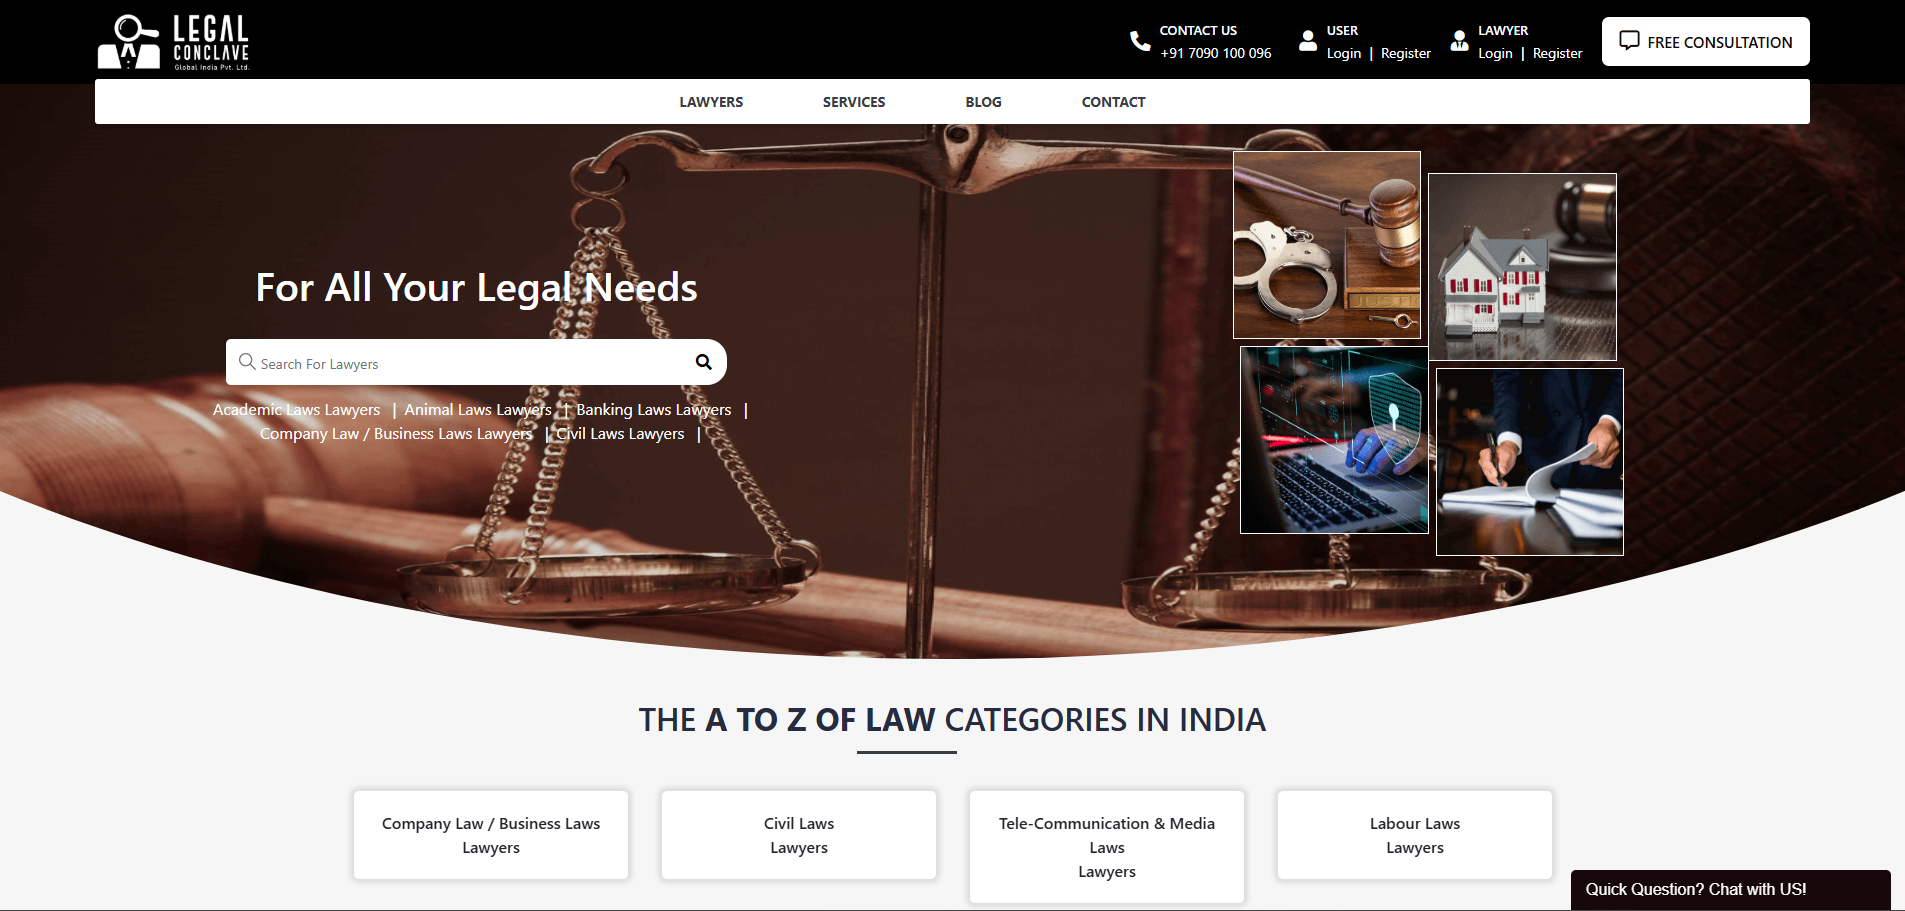 LEGAL
CONCLAVE
Global India Pvt. Ltd.
CONTACT US
+91 7090 100 096
USER
Login | Register
LAWYER
Login | Register
FREE CONSULTATION
LAWYERS SERVICES BLOG CONTACT
For All Your Legal Needs
Search For Lawyers
Academic Laws Lawyers | Animal Laws Lawyers | Banking Laws Lawyers |
Company Law / Business Laws Lawyers | Civil Laws Lawyers |
JUSTIC
THE A TO Z OF LAW CATEGORIES IN INDIA
Company Law / Business Laws
Lawyers
Civil Laws
Lawyers
Tele-Communication & Media
Laws
Lawyers
Labour Laws
Lawyers
Quick Question? Chat with US!